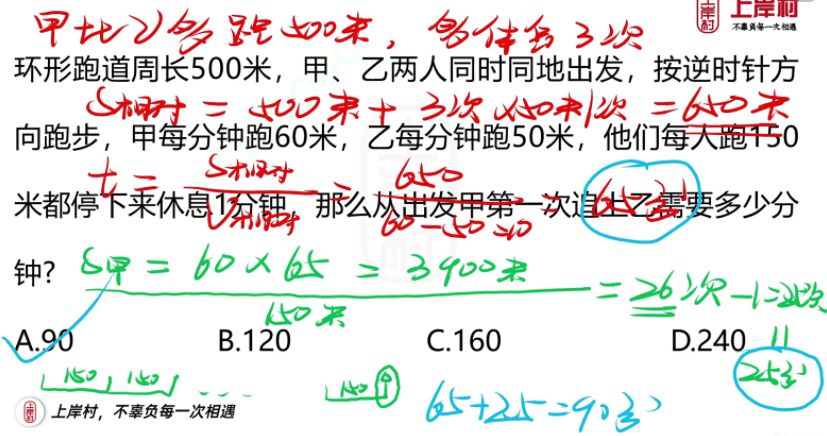 甲比乙多跑500米，多休息3次
上岸村
不辜负每一次相遇
环形跑道周长500米，甲、乙两人同时同地出发，按逆时针方
S相对 = 500米 + 3次×50米/次 = 650米
向跑步，甲每分钟跑60米，乙每分钟跑50米，他们每人跑150
t = S相对/V相对 = 650/60-50=10 = 65分
米都停下来休息1分钟，那么从出发甲第一次追上乙需要多少分
钟？
S甲 = 60×65 = 3900米
150米
= 26次-1=25次
A.90 B.120 C.160 D.240
25分
150 150 ... 150
65+25=90分
上岸村，不辜负每一次相遇